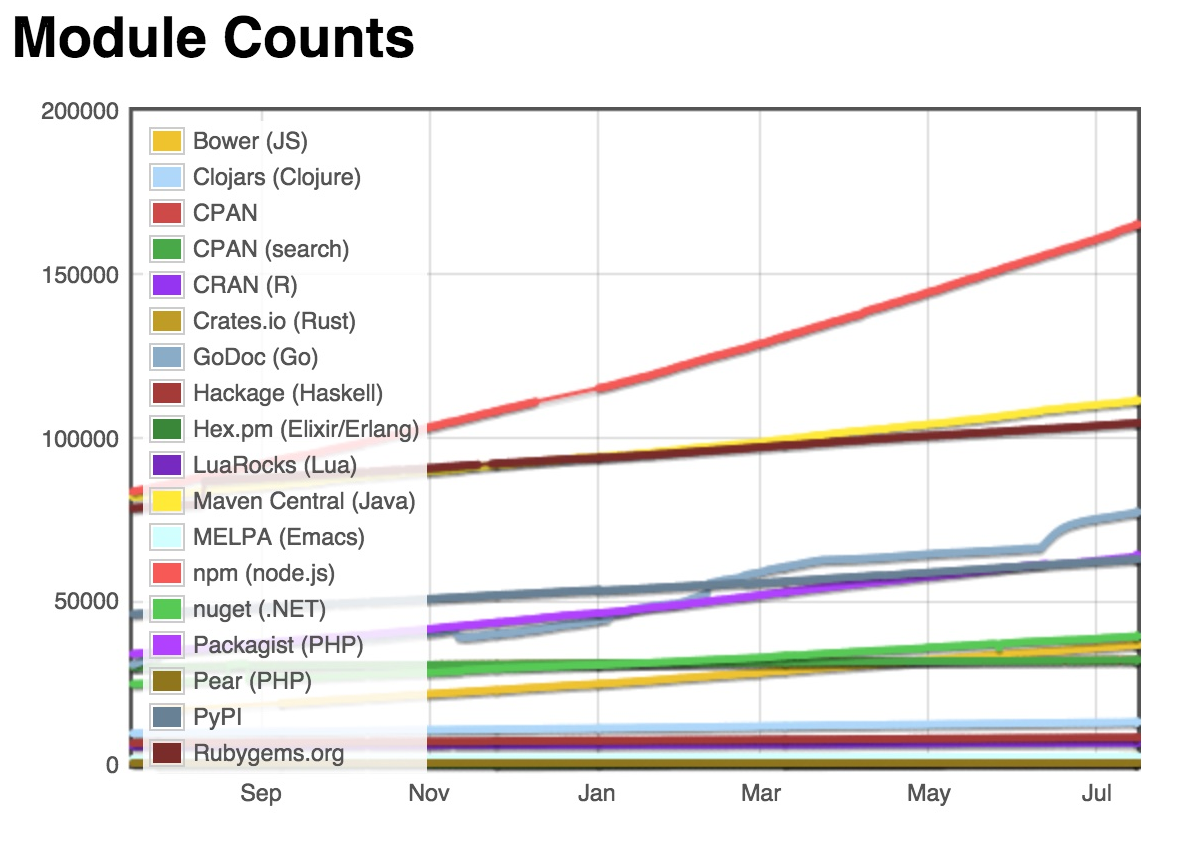 Module Counts
200000
150000
100000
50000
0
Bower (JS)
Clojars (Clojure)
CPAN
CPAN (search)
CRAN (R)
Crates.io (Rust)
GoDoc (Go)
Hackage (Haskell)
Hex.pm (Elixir/Erlang)
LuaRocks (Lua)
Maven Central (Java)
MELPA (Emacs)
npm (node.js)
nuget (.NET)
Packagist (PHP)
Pear (PHP)
PyPI
Rubygems.org
Sep Nov Jan Mar May Jul